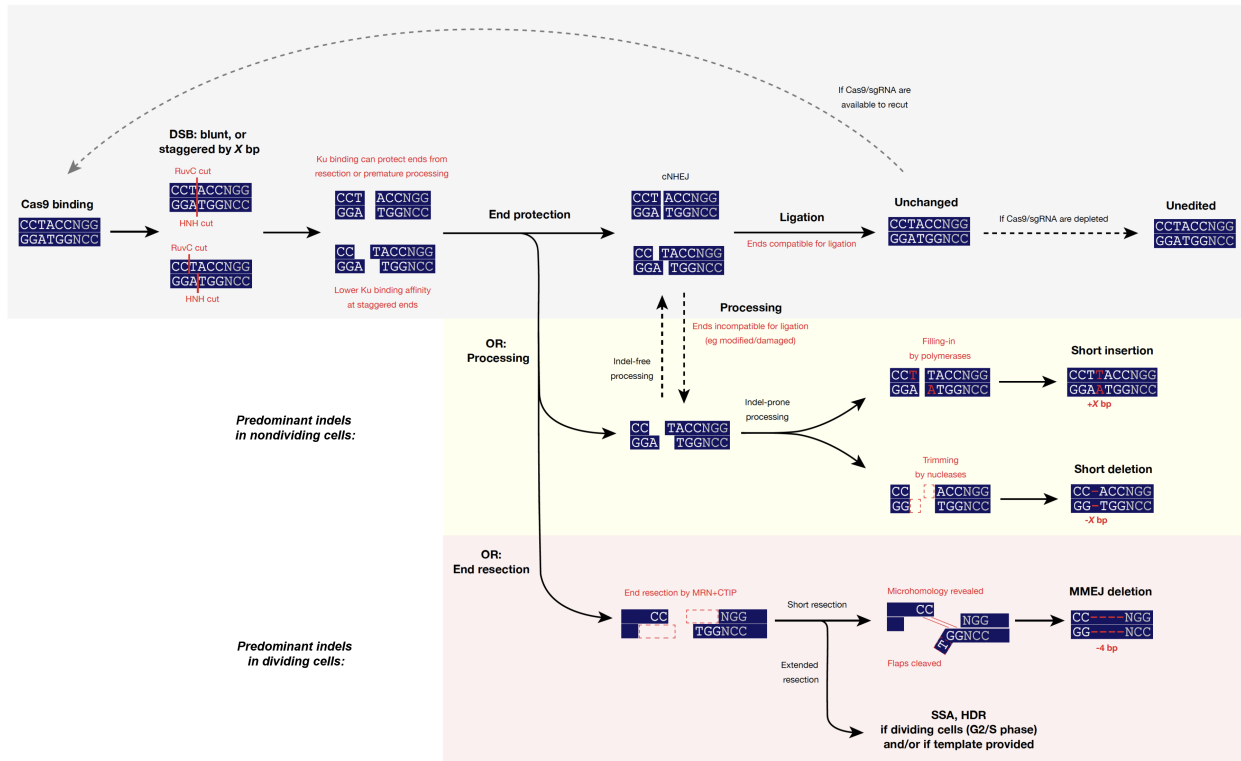 If Cas9/sgRNA are
available to recut
DSB: blunt, or
staggered by X bp
RuvC cut
CCTACCNGG
GGATGGNCC
HNH cut
RuvC cut
CCTACCNGG
GGATGGNCC
HNH cut
Cas9 binding
CCTACCNGG
GGATGGNCC
Ku binding can protect ends from
resection or premature processing
CCT ACCNGG
GGA TGGNCC
CC TACCNGG
GGA TGGNCC
Lower Ku binding affinity
at staggered ends
End protection
cNHEJ
CCT ACCNGG
GGA TGGNCC
CC TACCNGG
GGA TGGNCC
Ligation
Ends compatible for ligation
Unchanged
CCTACCNGG
GGATGGNCC
If Cas9/sgRNA are depleted
Unedited
CCTACCNGG
GGATGGNCC
Processing
Ends incompatible for ligation
(eg modified/damaged)
OR:
Processing
Indel-free
processing
Predominant indels
in nondividing cells:
CC TACCNGG
GGA TGGNCC
Indel-prone
processing
Filling-in
by polymerases
CCT TACCNGG
GGA ATGGNCC
Short insertion
CCTTACCNGG
GGAATGGNCC
+X bp
Trimming
by nucleases
CC ACCNGG
GG TGGNCC
Short deletion
CC-ACCNGG
GG-TGGNCC
-X bp
OR:
End resection
Predominant indels
in dividing cells:
End resection by MRN+CTIP
CC NGG
TGGNCC
Short resection
Extended
resection
Microhomology revealed
CC
NGG
TGGNCC
Flaps cleaved
MMEJ deletion
CC----NGG
GG----NCC
-4 bp
SSA, HDR
if dividing cells (G2/S phase)
and/or if template provided